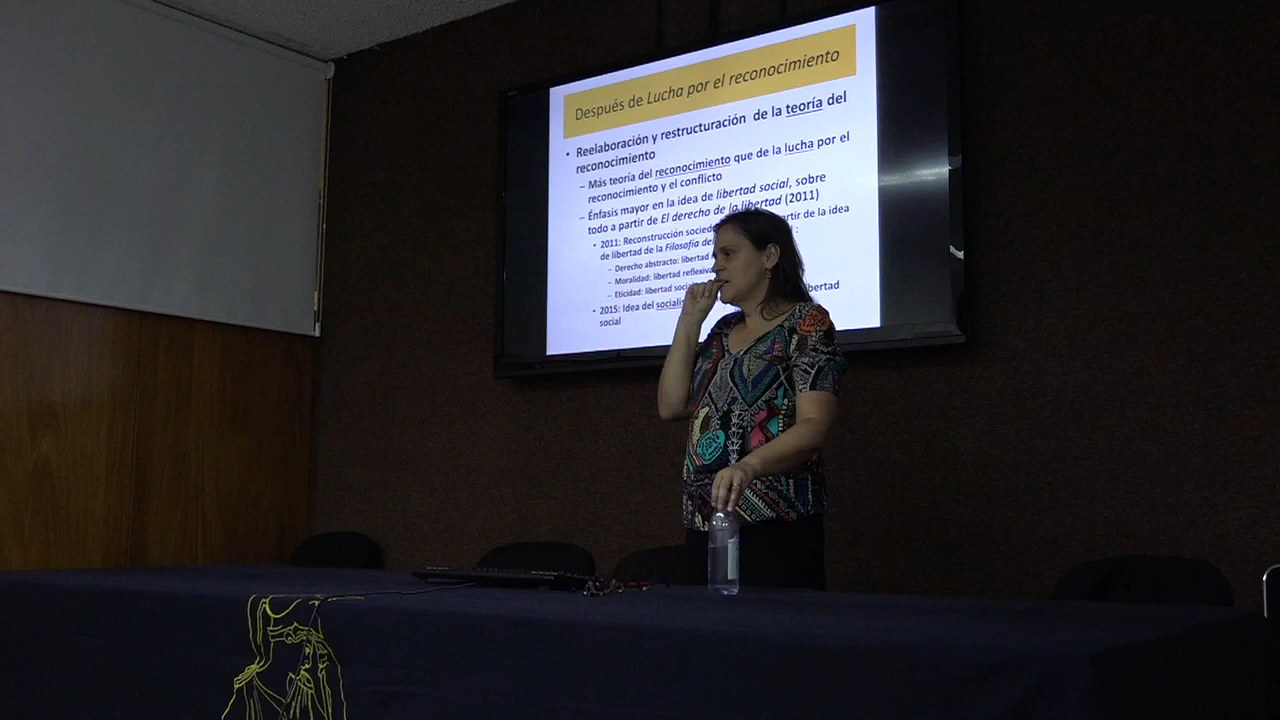 Después de Lucha por el reconocimiento
• Reelaboración y restructuración de la teoría del
reconocimiento
– Más teoría del reconocimiento que de la lucha por el
reconocimiento y el conflicto
– Énfasis mayor en la idea de libertad social, sobre
todo a partir de El derecho de la libertad (2011)
• 2011: Reconstrucción partir de la idea
de libertad de la Filosofía :
– Derecho abstracto: libertad
– Moralidad: libertad reflexiva
– Eticidad: libertad libertad
• 2015: Idea del
social